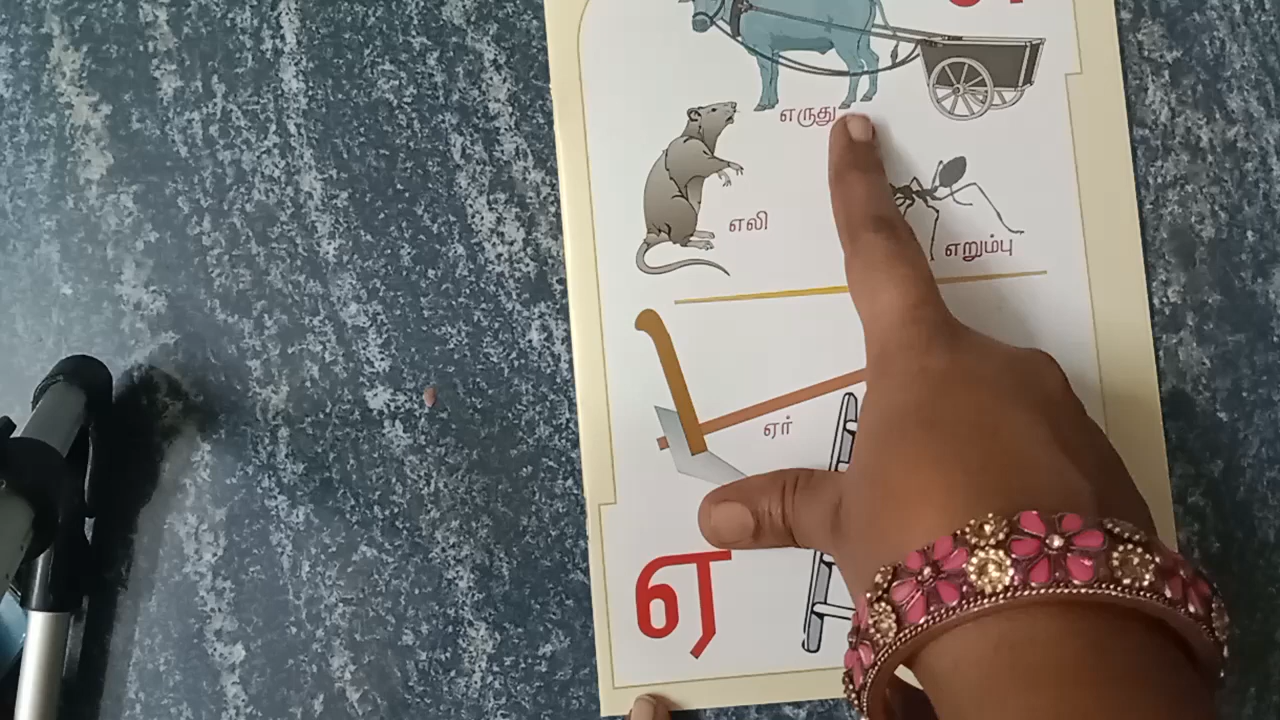 எருது
எலி
எறும்பு
ஏர்
ஏ